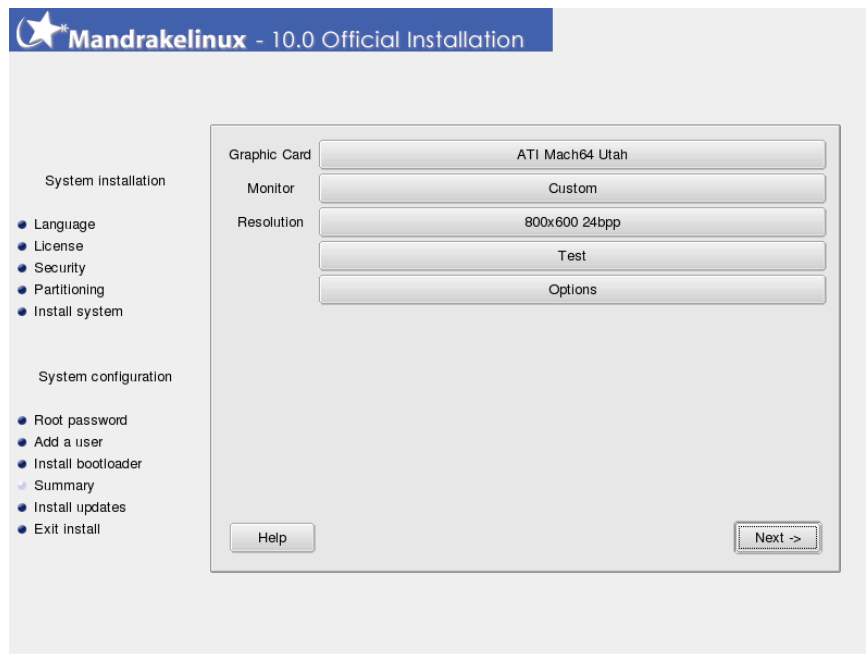 Mandrakelinux - 10.0 Official Installation
System installation
Language
License
Security
Partitioning
Install system
System configuration
Root password
Add a user
Install bootloader
Summary
Install updates
Exit install
Graphic Card ATI Mach64 Utah
Monitor Custom
Resolution 800x600 24bpp
Test
Options
Help Next ->